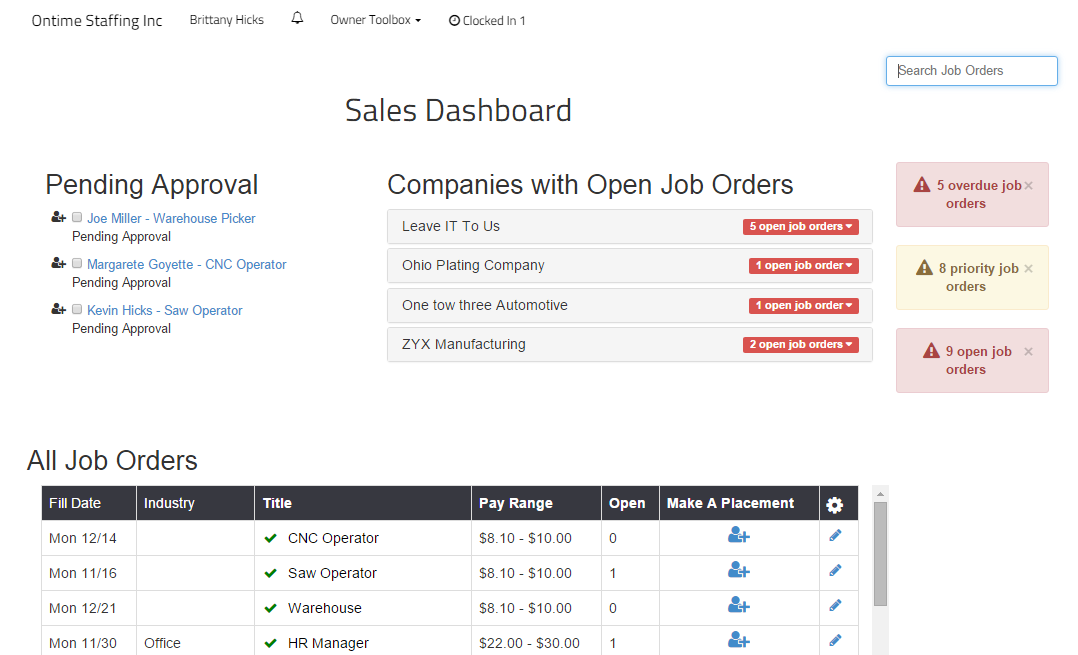 Ontime Staffing Inc Brittany Hicks Owner Toolbox Clocked In 1
Search Job Orders
Sales Dashboard
Pending Approval
Joe Miller - Warehouse Picker
Pending Approval
Margarete Goyette - CNC Operator
Pending Approval
Kevin Hicks - Saw Operator
Pending Approval
Companies with Open Job Orders
Leave IT To Us 5 open job orders
Ohio Plating Company 1 open job order
One tow three Automotive 1 open job order
ZYX Manufacturing 2 open job orders
5 overdue job ×
orders
8 priority job ×
orders
9 open job ×
orders
All Job Orders
Fill Date Industry Title Pay Range Open Make A Placement
Mon 12/14 CNC Operator $8.10 - $10.00 0
Mon 11/16 Saw Operator $8.10 - $10.00 1
Mon 12/21 Warehouse $8.10 - $10.00 0
Mon 11/30 Office HR Manager $22.00 - $30.00 1